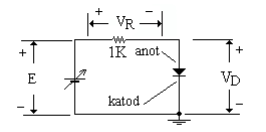 + V_R −
+ 1K anot +
E V_D
− katod −